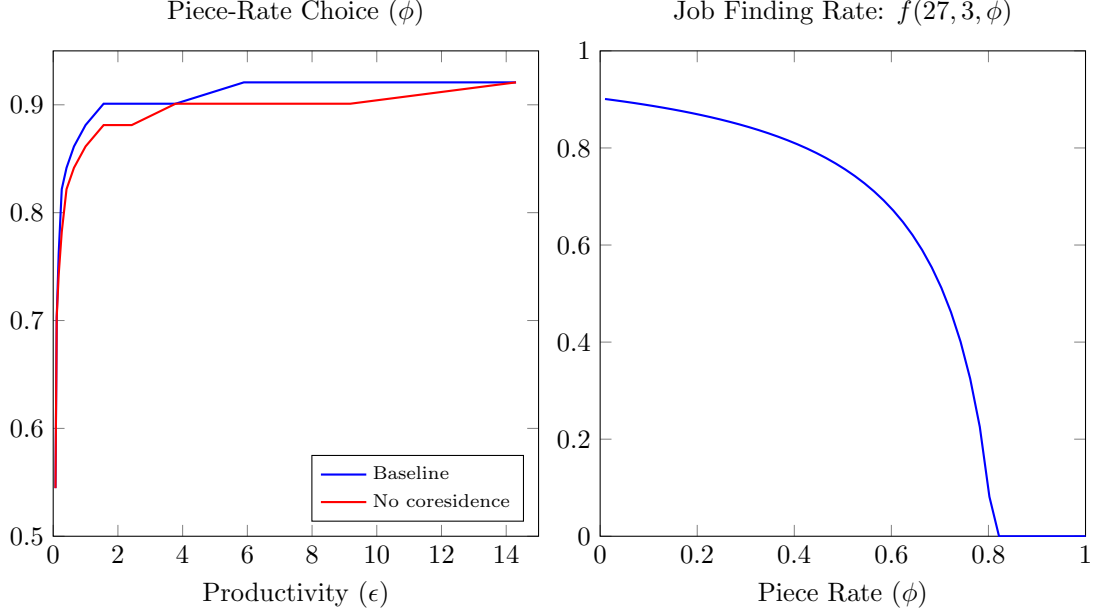 Piece-Rate Choice (ϕ)
0.9
0.8
0.7
0.6
0.5
0 2 4 6 8 10 12 14
Productivity (ϵ)
Baseline
No coresidence
Job Finding Rate: f(27, 3, ϕ)
1
0.8
0.6
0.4
0.2
0
0 0.2 0.4 0.6 0.8 1
Piece Rate (ϕ)